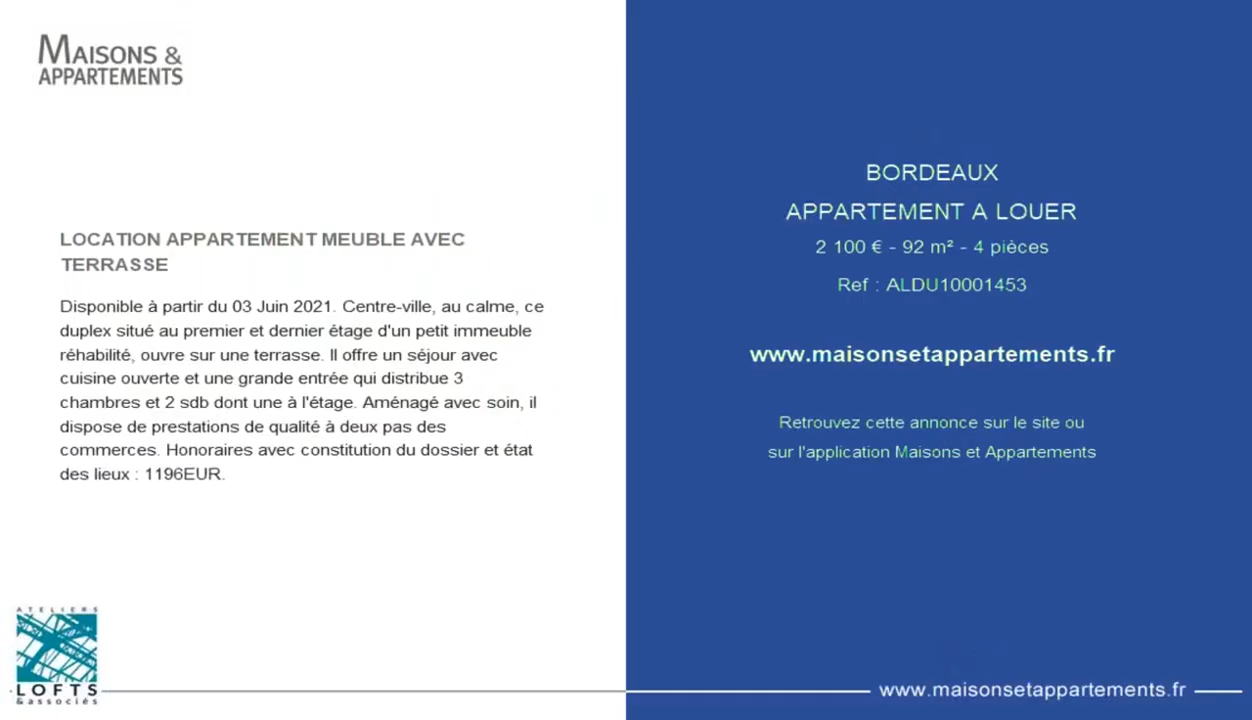 MAISONS &
APPARTEMENTS
LOCATION APPARTEMENT MEUBLE AVEC
TERRASSE
Disponible à partir du 03 Juin 2021. Centre-ville, au calme, ce
duplex situé au premier et dernier étage d'un petit immeuble
réhabilité, ouvre sur une terrasse. Il offre un séjour avec
cuisine ouverte et une grande entrée qui distribue 3
chambres et 2 sdb dont une à l'étage. Aménagé avec soin, il
dispose de prestations de qualité à deux pas des
commerces. Honoraires avec constitution du dossier et état
des lieux : 1196EUR.
ATELIERS
LOFTS
&associés
BORDEAUX
APPARTEMENT A LOUER
2 100 € - 92 m² - 4 pièces
Ref : ALDU10001453
www.maisonsetappartements.fr
Retrouvez cette annonce sur le site ou
sur l'application Maisons et Appartements
www.maisonsetappartements.fr